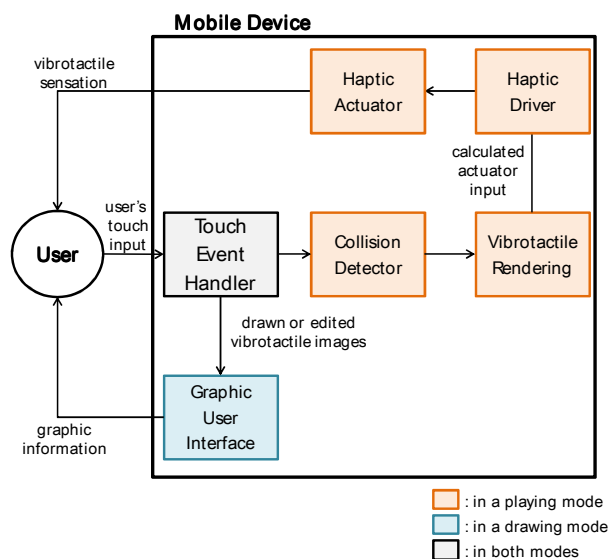 Mobile Device
vibrotactile
sensation
Haptic
Actuator
Haptic
Driver
calculated
actuator
input
user's
touch
input
User
Touch
Event
Handler
Collision
Detector
Vibrotactile
Rendering
drawn or edited
vibrotactile images
Graphic
User
Interface
graphic
information
: in a playing mode
: in a drawing mode
: in both modes